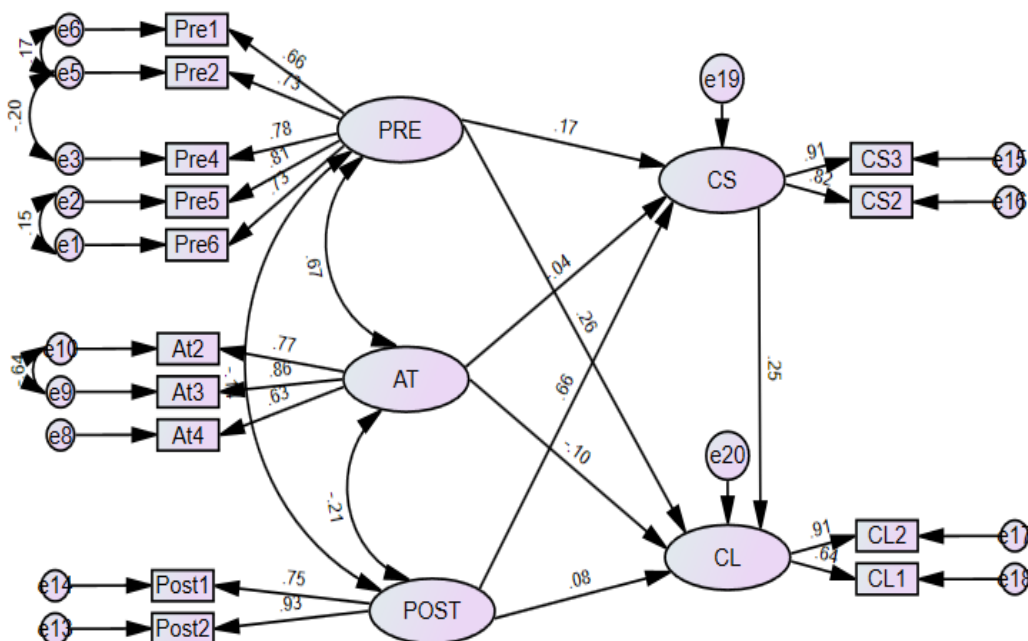 e6 Pre1
.17
e5 Pre2
-.20
e3 Pre4
e2 Pre5
.15
e1 Pre6
.66
.73
.78
.81
.73
PRE
.17
e19
CS
.91
CS3
e15
.82
CS2
e16
.67
-.04
.26
.66
.25
e10 At2
-.64
e9 At3
e8 At4
.77
.86
.63
AT
-.10
-.21
e20
CL
.91
CL2
e17
.64
CL1
e18
e14 Post1
e13 Post2
.75
.93
POST
.08